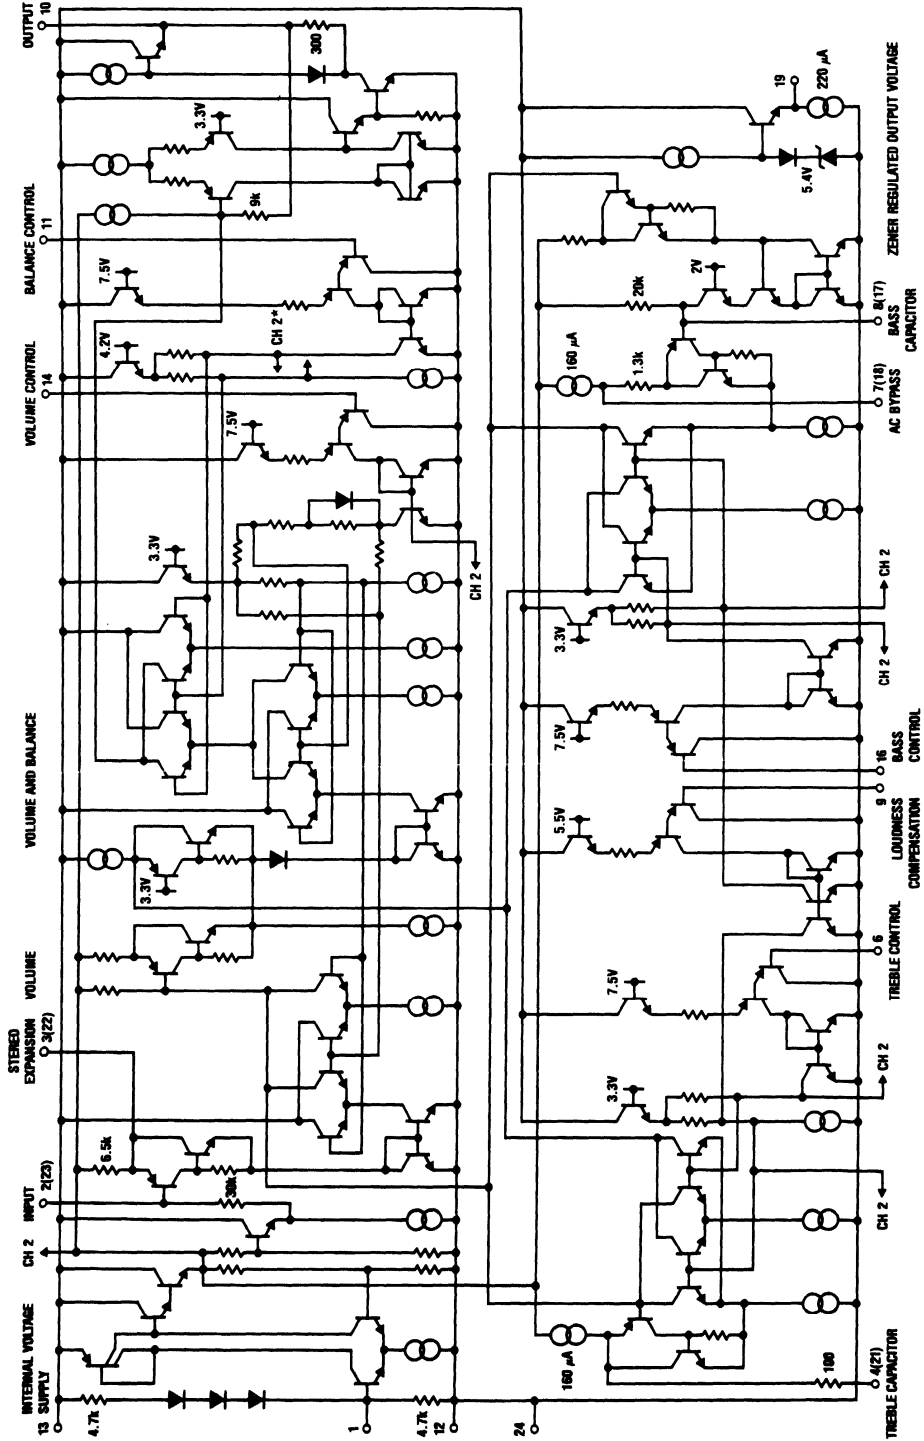 INTERNAL VOLTAGE
SUPPLY
13
CH 2
INPUT
2(23)
STEREO
EXPANSION
3(22)
VOLUME
VOLUME AND BALANCE
VOLUME CONTROL
14
BALANCE CONTROL
11
OUTPUT
10
4.7k
6.5k
30k
3.3V
3.3V
7.5V
4.2V
7.5V
CH 2*
9k
3.3V
300
1
4.7k
12
CH 2
24
160 µA
180
4(21)
TREBLE CAPACITOR
CH 2
3.3V
CH 2
7.5V
6
TREBLE CONTROL
5.5V
9
LOUDNESS
COMPENSATION
7.5V
16
BASS
CONTROL
3.3V
CH 2
CH 2
160 µA
1.3k
7(18)
AC BYPASS
20k
2V
8(17)
BASS
CAPACITOR
5.4V
19
220 µA
ZENER REGULATED OUTPUT VOLTAGE